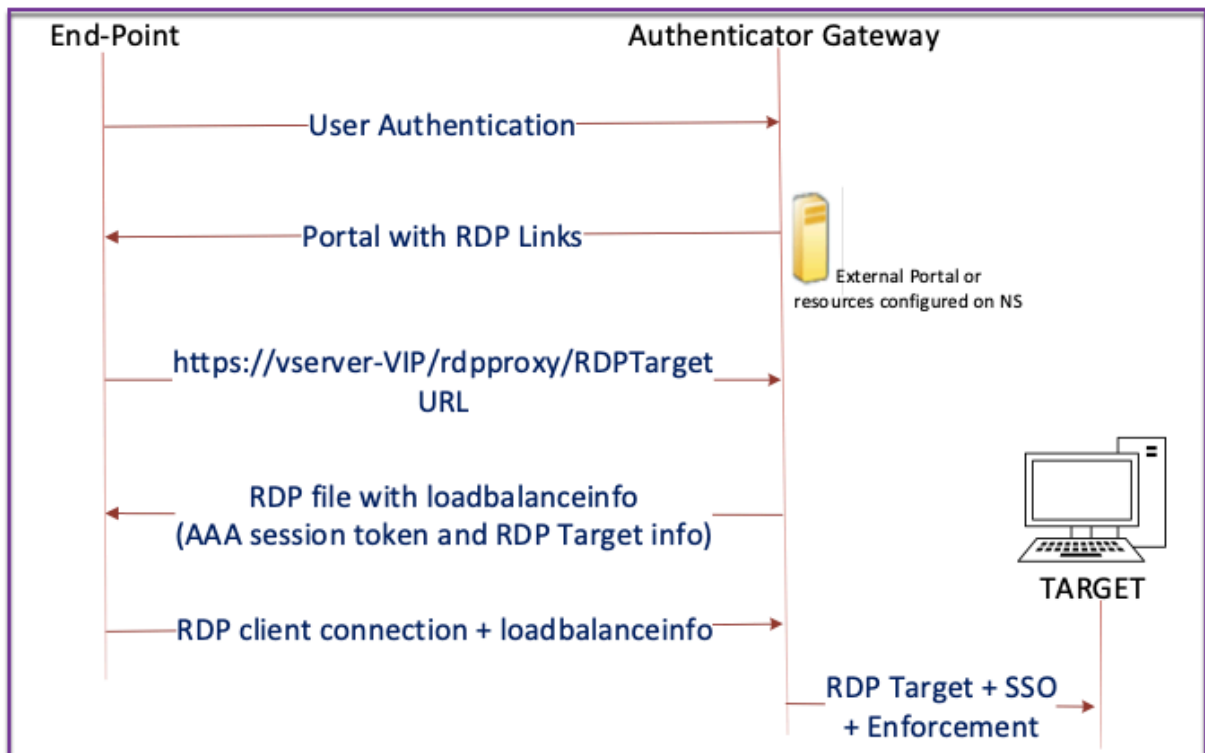 End-Point
Authenticator Gateway
User Authentication
Portal with RDP Links
External Portal or
resources configured on NS
https://vserver-VIP/rdpproxy/RDPTarget
URL
RDP file with loadbalanceinfo
(AAA session token and RDP Target info)
TARGET
RDP client connection + loadbalanceinfo
RDP Target + SSO
+ Enforcement